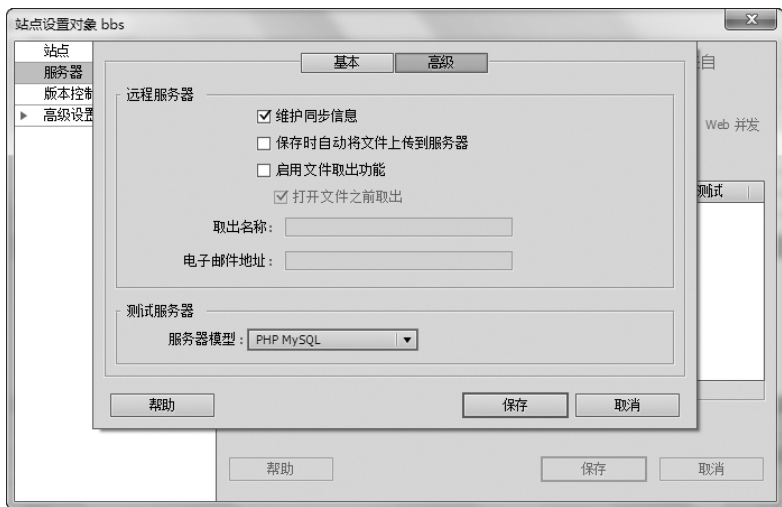 站点设置对象 bbs
站点
服务器
版本控制
高级设置
基本
高级
自
远程服务器
维护同步信息
Web 并发
保存时自动将文件上传到服务器
启用文件取出功能
打开文件之前取出
测试
取出名称：
电子邮件地址：
测试服务器
服务器模型：
PHP MySQL
帮助
保存
取消
帮助
保存
取消